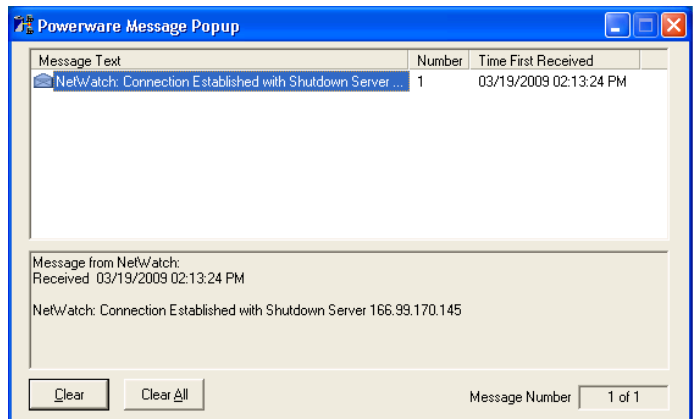 Powerware Message Popup
Message Text Number Time First Received
NetWatch: Connection Established with Shutdown Server ... 1 03/19/2009 02:13:24 PM
Message from NetWatch:
Received 03/19/2009 02:13:24 PM
NetWatch: Connection Established with Shutdown Server 166.99.170.145
Clear Clear All Message Number 1 of 1